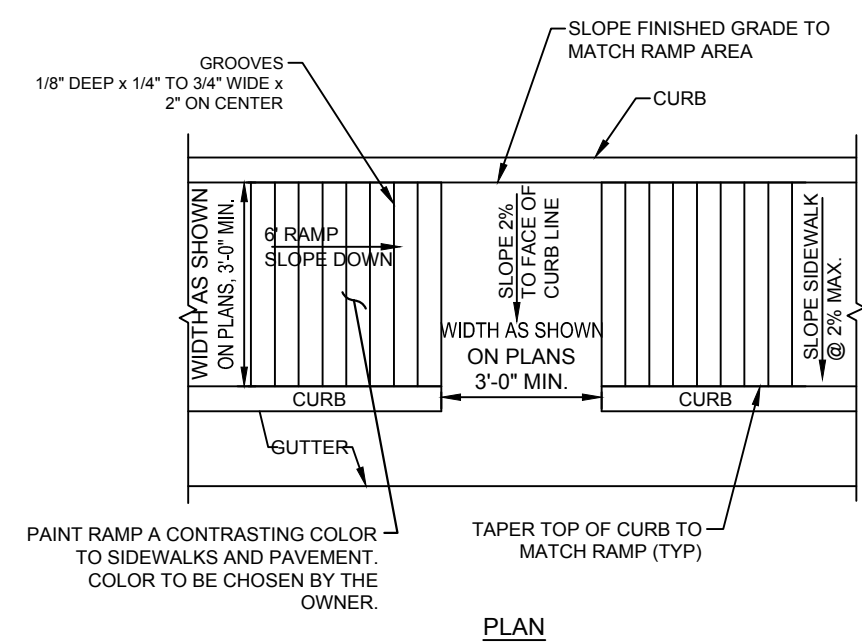 SLOPE FINISHED GRADE TO
MATCH RAMP AREA
GROOVES
1/8" DEEP x 1/4" TO 3/4" WIDE x
2" ON CENTER
CURB
WIDTH AS SHOWN
ON PLANS, 3'-0" MIN.
6' RAMP
SLOPE DOWN
SLOPE 2%
TO FACE OF
CURB LINE
SLOPE SIDEWALK
@ 2% MAX.
WIDTH AS SHOWN
ON PLANS
3'-0" MIN.
CURB
CURB
GUTTER
PAINT RAMP A CONTRASTING COLOR
TO SIDEWALKS AND PAVEMENT.
COLOR TO BE CHOSEN BY THE
OWNER.
TAPER TOP OF CURB TO
MATCH RAMP (TYP)
PLAN